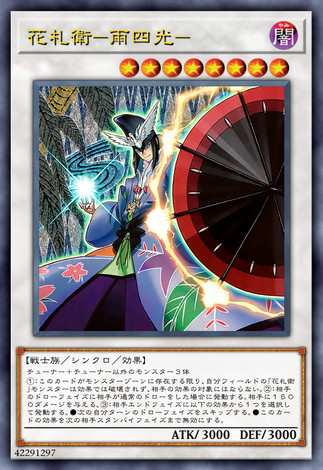 花札衛－雨四光－
やみ
闇
【戦士族／シンクロ／効果】
チューナー＋チューナー以外のモンスター３体
①：このカードがモンスターゾーンに存在する限り、自分フィールドの「花札衛」
モンスターは効果では破壊されず、相手の効果の対象にはならない。②：相手
のドローフェイズに相手が通常のドローをした場合に発動する。相手に１５０
０ダメージを与える。③：相手エンドフェイズに以下の効果から１つを選択し
て発動する。●次の自分ターンのドローフェイズをスキップする。●このカー
ドの効果を次の相手スタンバイフェイズまで無効にする。
ATK/ 3000 DEF/3000
42291297